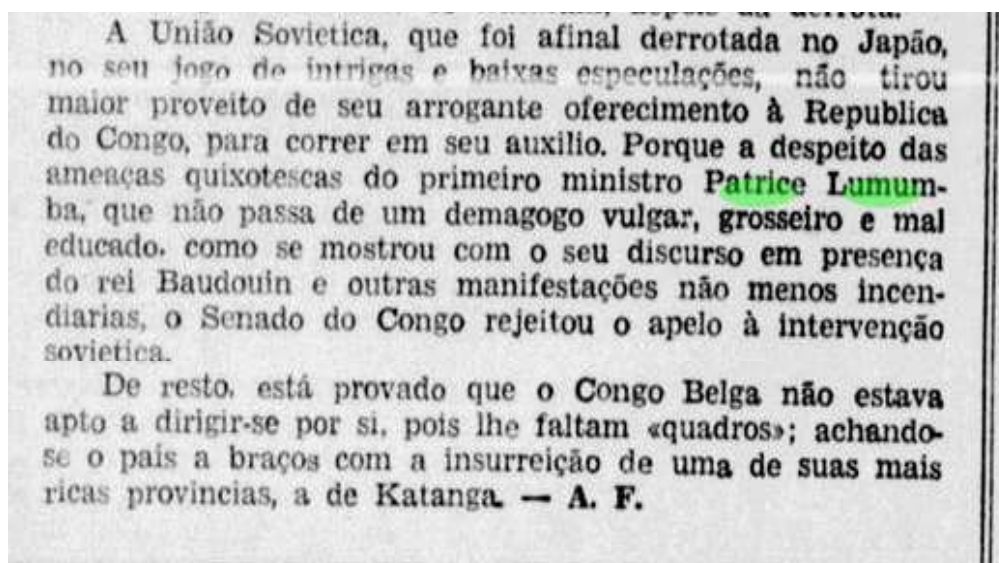 A União Sovietica, que foi afinal derrotada no Japão,
no seu jogo de intrigas e baixas especulações, não tirou
maior proveito de seu arrogante oferecimento à Republica
do Congo, para correr em seu auxilio. Porque a despeito das
ameaças quixotescas do primeiro ministro Patrice Lumum-
ba, que não passa de um demagogo vulgar, grosseiro e mal
educado, como se mostrou com o seu discurso em presença
do rei Baudouin e outras manifestações não menos incen-
diarias, o Senado do Congo rejeitou o apelo à intervenção
sovietica.
De resto, está provado que o Congo Belga não estava
apto a dirigir-se por si, pois lhe faltam «quadros»; achando-
se o pais a braços com a insurreição de uma de suas mais
ricas provincias, a de Katanga. — A. F.